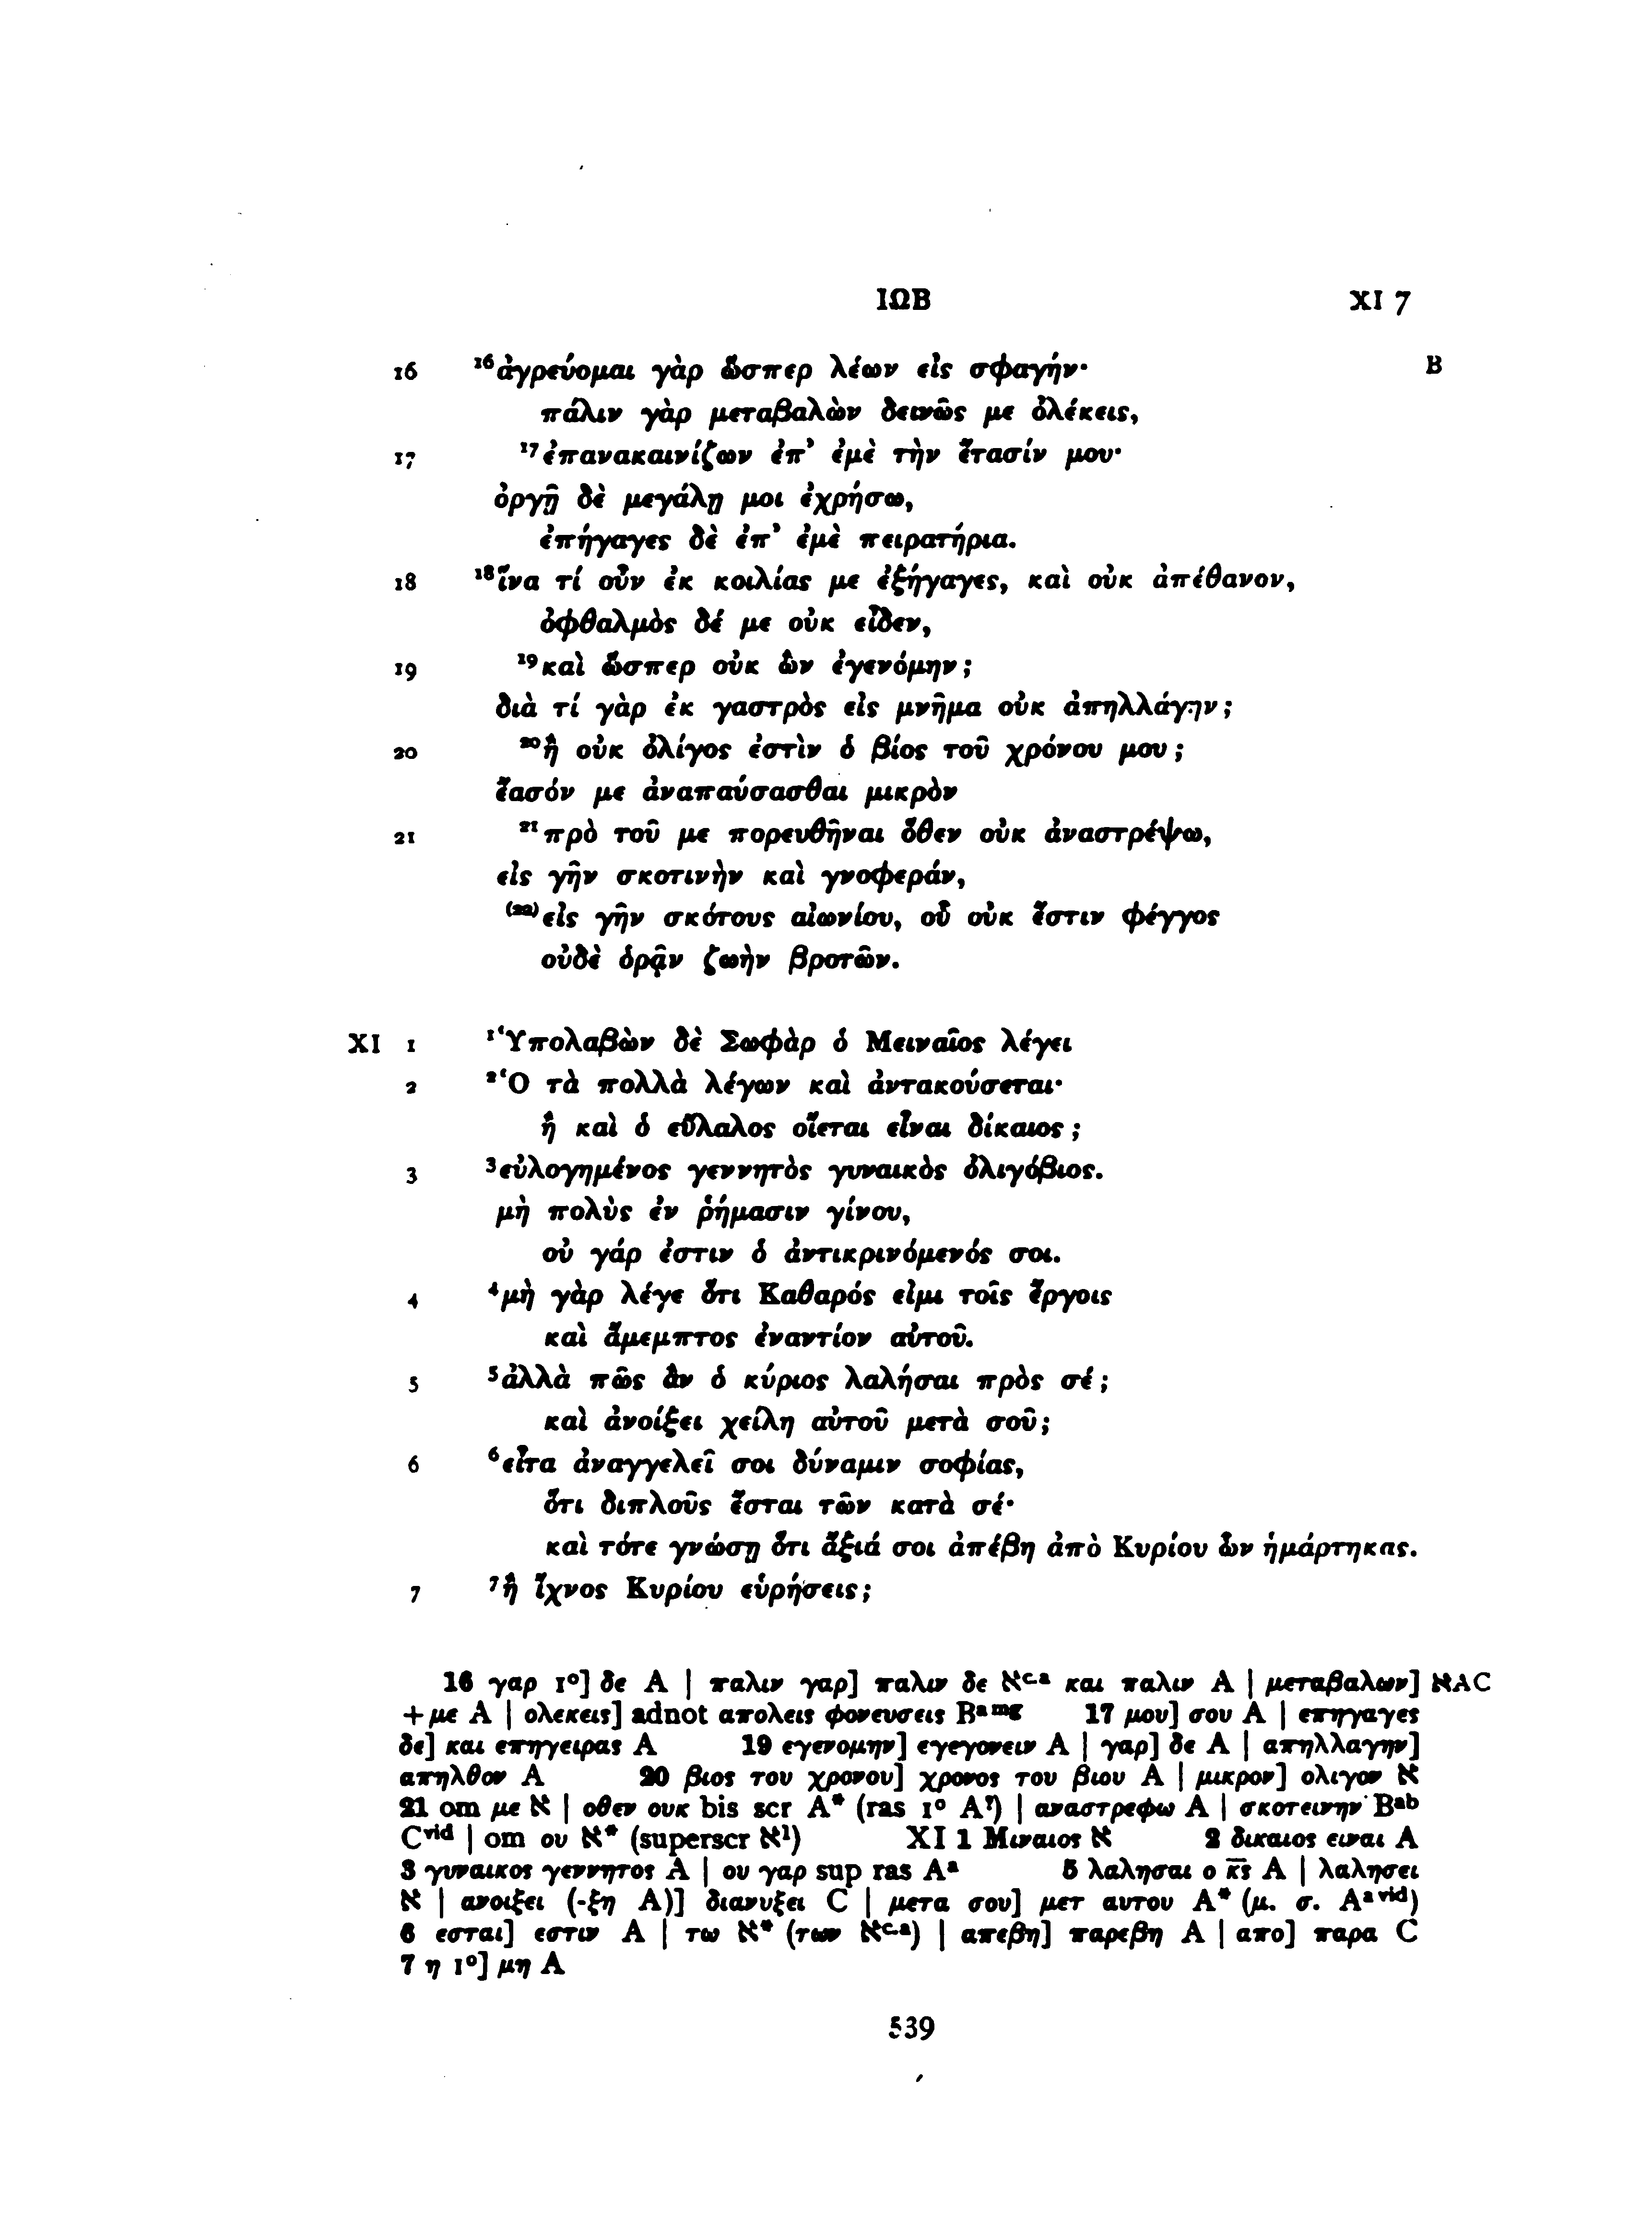 ΙΩΒ XI 7
16 ¹⁶ἀγρεύομαι γὰρ ὥσπερ λέων εἰς σφαγήν· B
πάλιν γὰρ μεταβαλὼν δεινῶς με ὀλέκεις,
17 ¹⁷ἐπανακαινίζων ἐπ’ ἐμὲ τὴν ἔτασίν μου·
ὀργῇ δὲ μεγάλῃ μοι ἐχρήσω,
ἐπήγαγες δὲ ἐπ’ ἐμὲ πειρατήρια.
18 ¹⁸ἵνα τί οὖν ἐκ κοιλίας με ἐξήγαγες, καὶ οὐκ ἀπέθανον,
ὀφθαλμὸς δέ με οὐκ εἶδεν,
19 ¹⁹καὶ ὥσπερ οὐκ ὢν ἐγενόμην;
διὰ τί γὰρ ἐκ γαστρὸς εἰς μνῆμα οὐκ ἀπηλλάγην;
20 ²⁰ἢ οὐκ ὀλίγος ἐστὶν ὁ βίος τοῦ χρόνου μου;
ἔασόν με ἀναπαύσασθαι μικρὸν
21 ²¹πρὸ τοῦ με πορευθῆναι ὅθεν οὐκ ἀναστρέψω,
εἰς γῆν σκοτινὴν καὶ γνοφεράν,
⁽²²⁾εἰς γῆν σκότους αἰωνίου, οὗ οὐκ ἔστιν φέγγος
οὐδὲ ὁρᾷν ζωὴν βροτῶν.
XI 1 ¹Ὑπολαβὼν δὲ Σωφὰρ ὁ Μειναῖος λέγει
2 ²Ὁ τὰ πολλὰ λέγων καὶ ἀντακούσεται·
ἢ καὶ ὁ εὔλαλος οἴεται εἶναι δίκαιος;
3 ³εὐλογημένος γεννητὸς γυναικὸς ὀλιγόβιος.
μὴ πολὺς ἐν ῥήμασιν γίνου,
οὐ γάρ ἐστιν ὁ ἀντικρινόμενός σοι.
4 ⁴μὴ γὰρ λέγε ὅτι Καθαρός εἰμι τοῖς ἔργοις
καὶ ἄμεμπτος ἐναντίον αὐτοῦ.
5 ⁵ἀλλὰ πῶς ἂν ὁ κύριος λαλήσαι πρὸς σέ;
καὶ ἀνοίξει χείλη αὐτοῦ μετὰ σοῦ;
6 ⁶εἶτα ἀναγγελεῖ σοι δύναμιν σοφίας,
ὅτι διπλοῦς ἔσται τῶν κατὰ σέ·
καὶ τότε γνώσῃ ὅτι ἄξιά σοι ἀπέβη ἀπὸ Κυρίου ὧν ἡμάρτηκας.
7 ⁷ἢ ἴχνος Κυρίου εὑρήσεις;
16 γαρ 1°] δε A | παλιν γαρ] παλιν δε ℵᶜ·ᵃ και παλιν A | μεταβαλων] ℵAC
+με A | ολεκεις] adnot απολεις φονευσεις Bᵃᵐᵍ 17 μου] σου A | επηγαγες
δε] και επηγειρας A 19 εγενομην] εγεγονειν A | γαρ] δε A | απηλλαγην]
απηλθον A 20 βιος του χρονου] χρονος του βιου A | μικρον] ολιγον ℵ
21 om με ℵ | οθεν ουκ bis scr A* (ras 1° A?) | αναστρεφω A | σκοτεινην Bᵃᵇ
Cᵛⁱᵈ | om ου ℵ* (superscr ℵ¹) XI 1 Μιναιος ℵ 2 δικαιος ειναι A
3 γυναικος γεννητος A | ου γαρ sup ras Aᵃ 5 λαλησαι ο κ̅ς̅ A | λαλησει
ℵ | ανοιξει (-ξη A)] διανυξει C | μετα σου] μετ αυτου A* (μ. σ. Aᵃ ᵛⁱᵈ)
6 εσται] εστιν A | τω ℵ* (των ℵᶜ·ᵃ) | απεβη] παρεβη A | απο] παρα C
7 η 1°] μη A
539